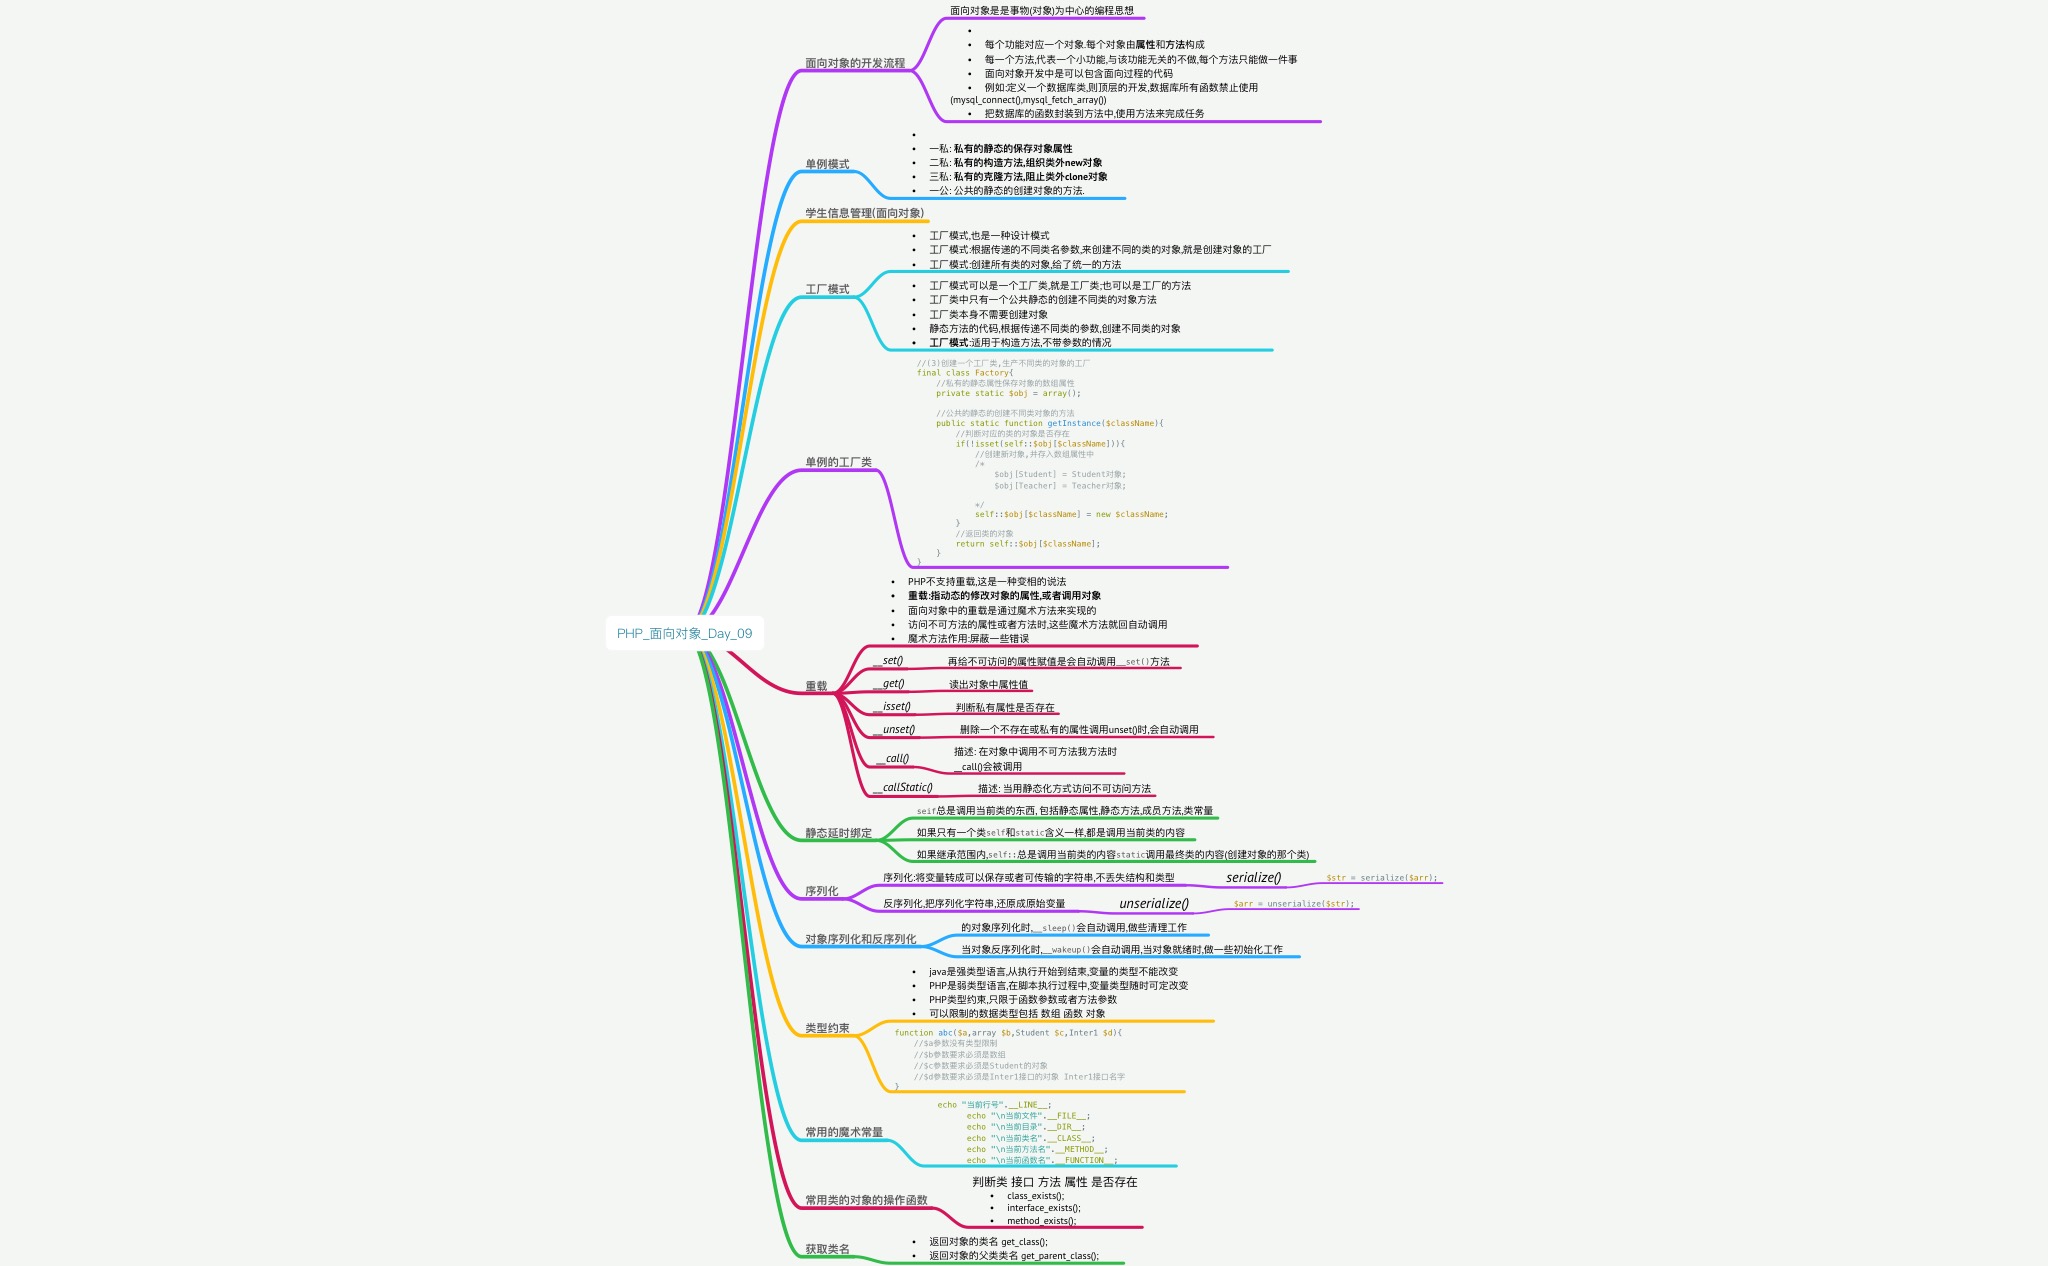 面向对象是是事物(对象)为中心的编程思想
面向对象的开发流程
每个功能对应一个对象.每个对象由属性和方法构成
每一个方法,代表一个小功能,与该功能无关的不做,每个方法只能做一件事
面向对象开发中是可以包含面向过程的代码
例如:定义一个数据库类,则顶层的开发,数据库所有函数禁止使用
(mysql_connect(),mysql_fetch_array())
把数据库的函数封装到方法中,使用方法来完成任务
单例模式
一私: 私有的静态的保存对象属性
二私: 私有的构造方法,组织类外new对象
三私: 私有的克隆方法,阻止类外clone对象
一公: 公共的静态的创建对象的方法.
学生信息管理(面向对象)
工厂模式
工厂模式,也是一种设计模式
工厂模式:根据传递的不同类名参数,来创建不同的类的对象,就是创建对象的工厂
工厂模式:创建所有类的对象,给了统一的方法
工厂模式可以是一个工厂类,就是工厂类;也可以是工厂的方法
工厂类中只有一个公共静态的创建不同类的对象方法
工厂类本身不需要创建对象
静态方法的代码,根据传递不同类的参数,创建不同类的对象
工厂模式:适用于构造方法,不带参数的情况
单例的工厂类
//(3)创建一个工厂类,生产不同类的对象的工厂
final class Factory{
//私有的静态属性保存对象的数组属性
private static $obj = array();
//公共的静态的创建不同类对象的方法
public static function getInstance($className){
//判断对应的类的对象是否存在
if(!isset(self::$obj[$className])){
//创建新对象,并存入数组属性中
/*
$obj[Student] = Student对象;
$obj[Teacher] = Teacher对象;
*/
self::$obj[$className] = new $className;
}
//返回类的对象
return self::$obj[$className];
}
}
PHP_面向对象_Day_09
重载
PHP不支持重载,这是一种变相的说法
重载:指动态的修改对象的属性,或者调用对象
面向对象中的重载是通过魔术方法来实现的
访问不可方法的属性或者方法时,这些魔术方法就回自动调用
魔术方法作用:屏蔽一些错误
__set() 再给不可访问的属性赋值是会自动调用__set()方法
__get() 读出对象中属性值
__isset() 判断私有属性是否存在
__unset() 删除一个不存在或私有的属性调用unset()时,会自动调用
__call() 描述: 在对象中调用不可方法我方法时
__call()会被调用
__callStatic() 描述: 当用静态化方式访问不可访问方法
静态延时绑定
seif总是调用当前类的东西, 包括静态属性,静态方法,成员方法,类常量
如果只有一个类self和static含义一样,都是调用当前类的内容
如果继承范围内,self::总是调用当前类的内容static调用最终类的内容(创建对象的那个类)
序列化
序列化:将变量转成可以保存或者可传输的字符串,不丢失结构和类型 serialize() $str = serialize($arr);
反序列化,把序列化字符串,还原成原始变量 unserialize() $arr = unserialize($str);
对象序列化和反序列化
的对象序列化时,__sleep()会自动调用,做些清理工作
当对象反序列化时,__wakeup()会自动调用,当对象就绪时,做一些初始化工作
类型约束
java是强类型语言,从执行开始到结束,变量的类型不能改变
PHP是弱类型语言,在脚本执行过程中,变量类型随时可定改变
PHP类型约束,只限于函数参数或者方法参数
可以限制的数据类型包括 数组 函数 对象
function abc($a,array $b,Student $c,Inter1 $d){
//$a参数没有类型限制
//$b参数要求必须是数组
//$c参数要求必须是Student的对象
//$d参数要求必须是Inter1接口的对象 Inter1接口名字
}
常用的魔术常量
echo "当前行号".__LINE__;
echo "\n当前文件".__FILE__;
echo "\n当前目录".__DIR__;
echo "\n当前类名".__CLASS__;
echo "\n当前方法名".__METHOD__;
echo "\n当前函数名".__FUNCTION__;
常用类的对象的操作函数
判断类 接口 方法 属性 是否存在
class_exists();
interface_exists();
method_exists();
获取类名
返回对象的类名 get_class();
返回对象的父类类名 get_parent_class();